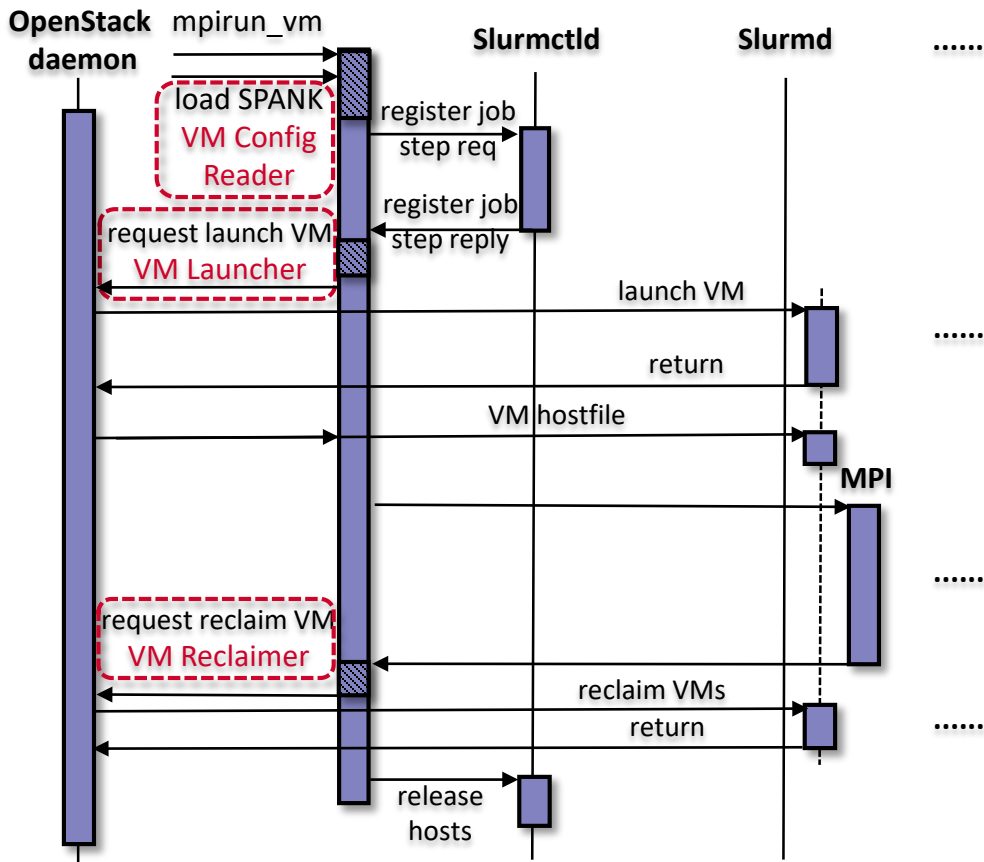 OpenStack
daemon
mpirun_vm
Slurmctld
Slurmd
......
load SPANK
VM Config
Reader
register job
step req
register job
step reply
request launch VM
VM Launcher
launch VM
......
return
VM hostfile
MPI
......
request reclaim VM
VM Reclaimer
reclaim VMs
return
......
release
hosts